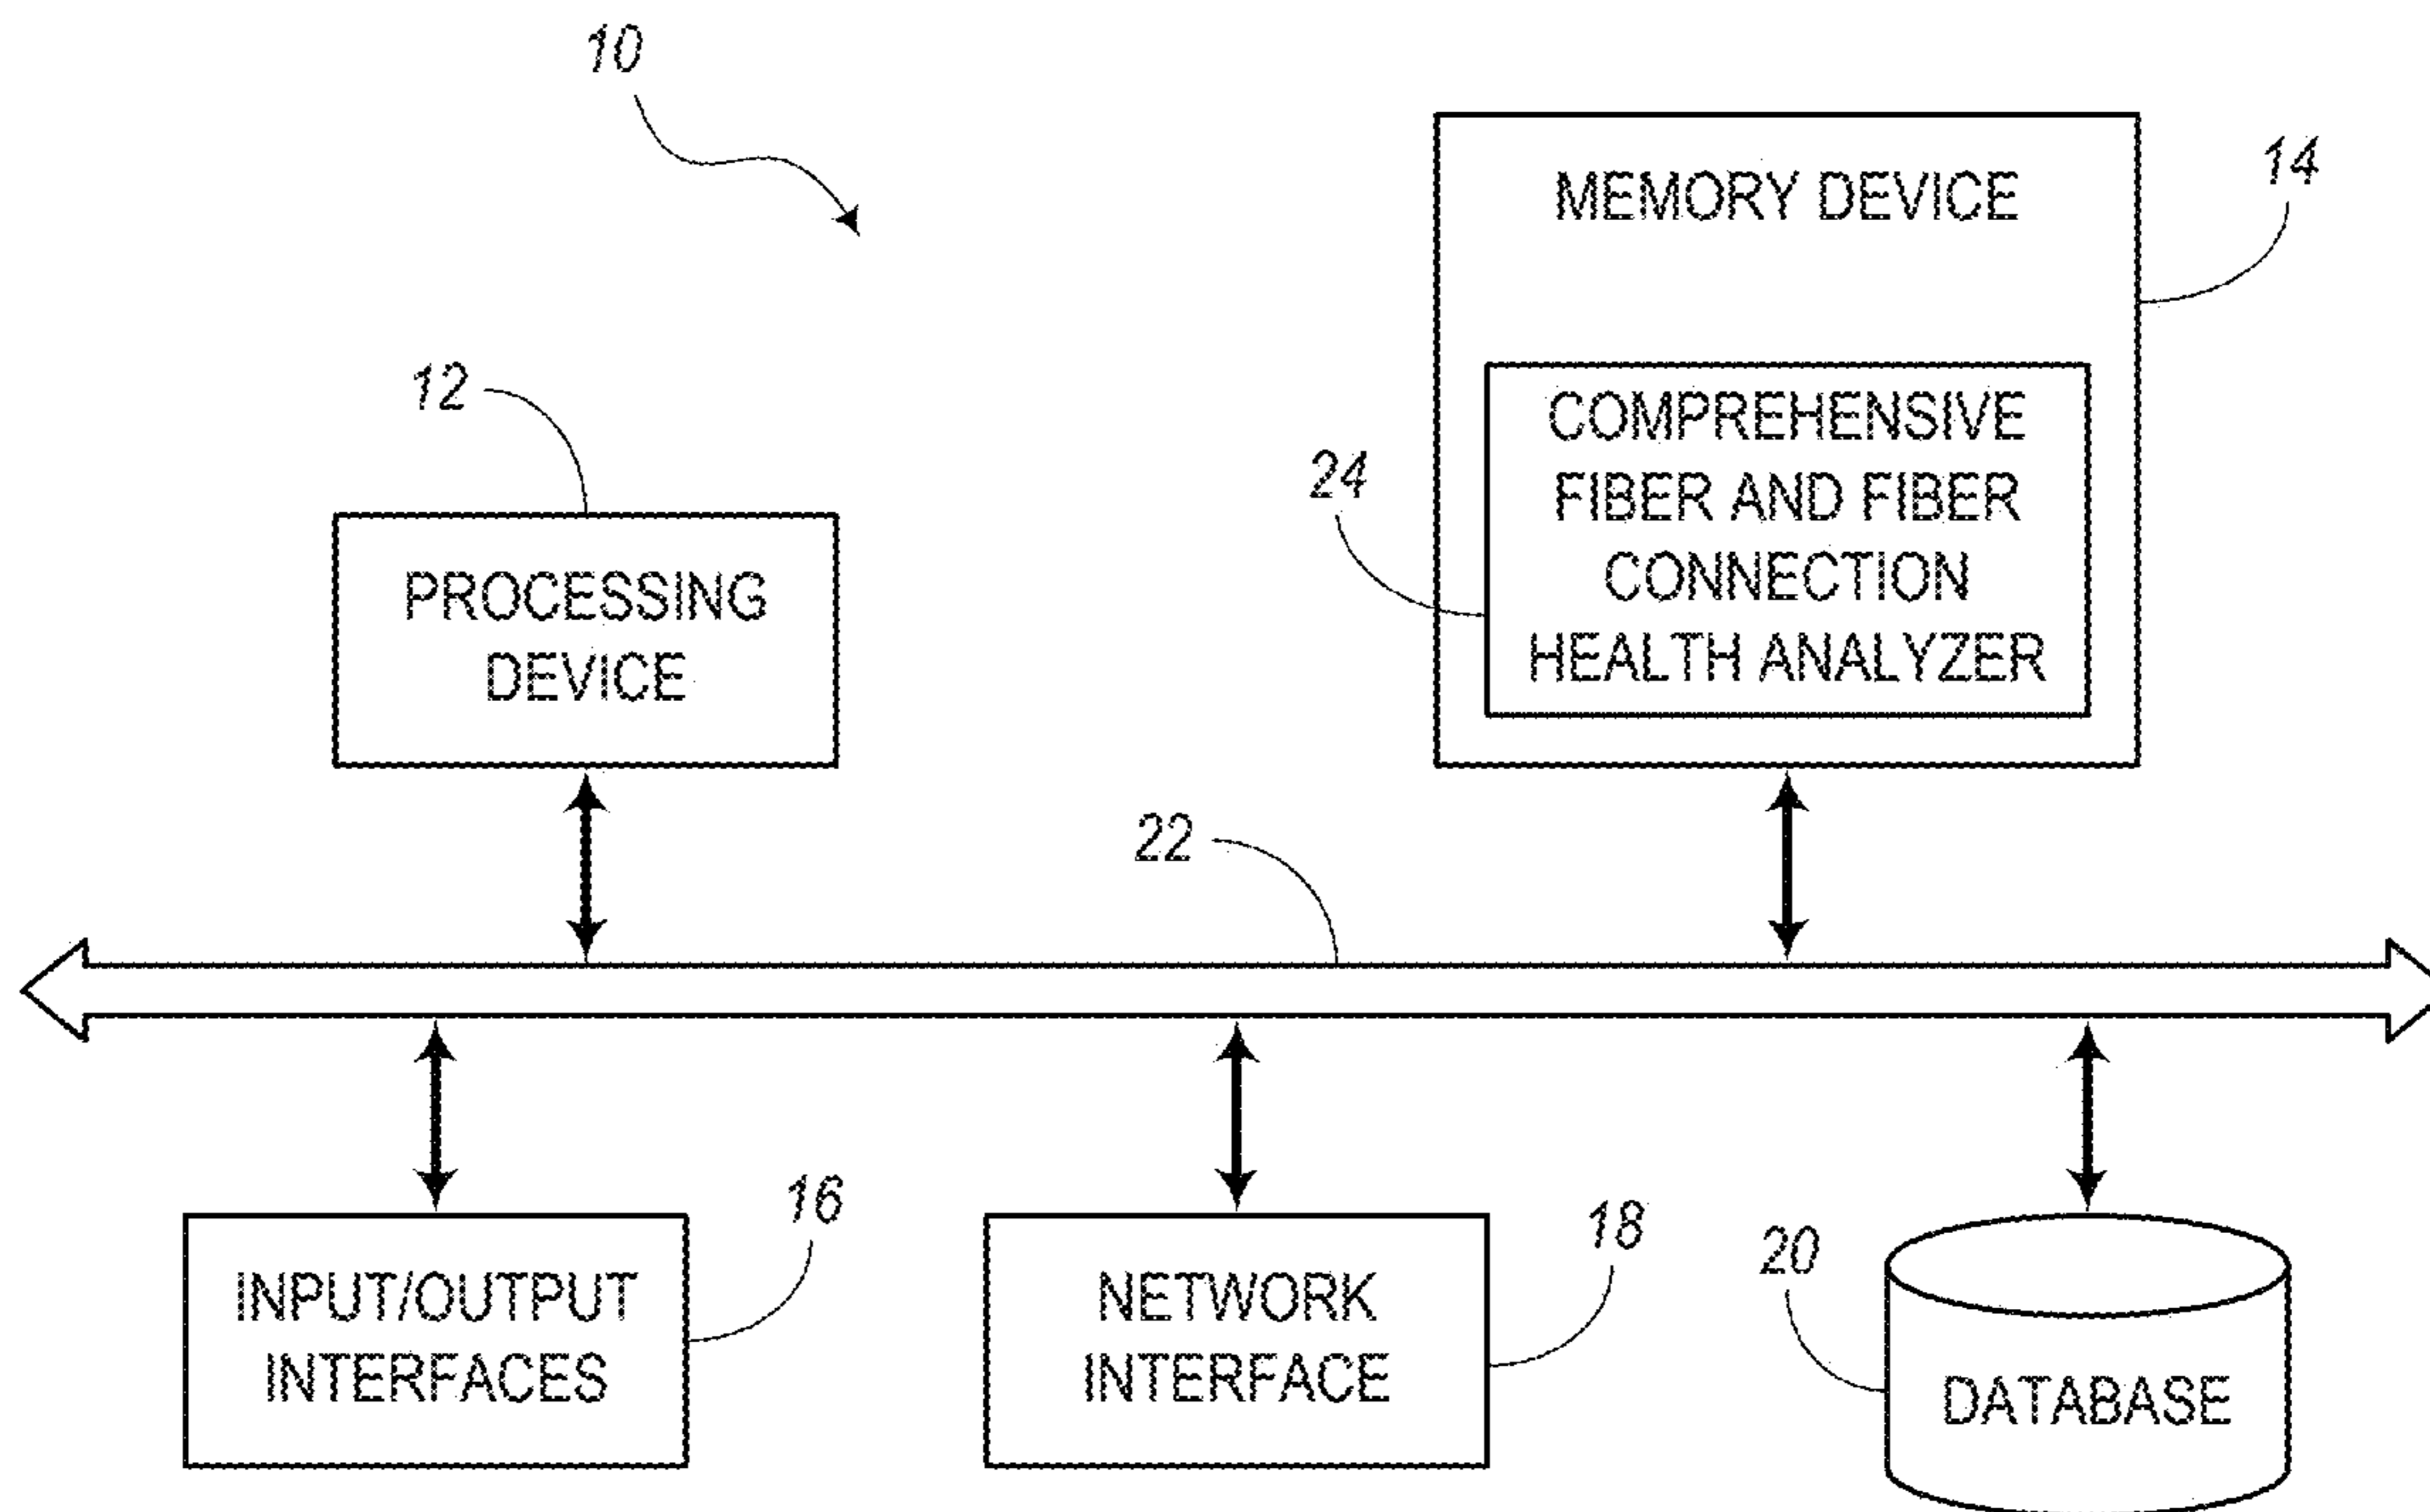 10
MEMORY DEVICE
14
12
COMPREHENSIVE
FIBER AND FIBER
CONNECTION
HEALTH ANALYZER
24
PROCESSING
DEVICE
22
16
INPUT/OUTPUT
INTERFACES
18
NETWORK
INTERFACE
20
DATABASE